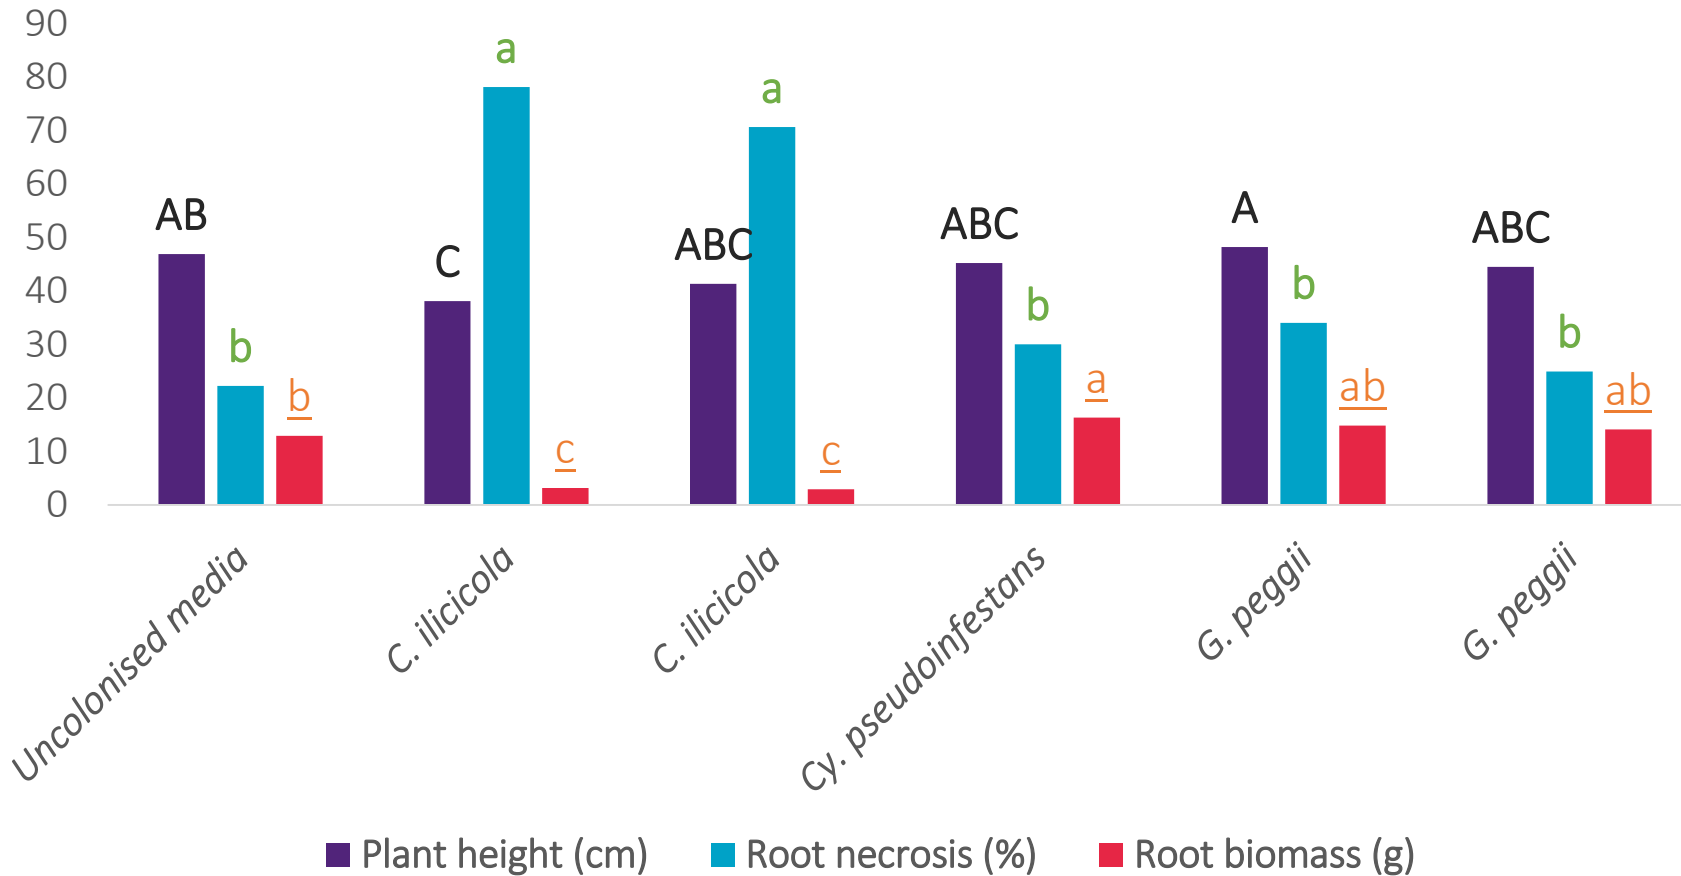 90
80
70
60
50
40
30
20
10
0
AB
b
b
C
a
c
ABC
a
c
ABC
b
a
A
b
ab
ABC
b
ab
Uncolonised media
C. ilicicola
C. ilicicola
Cy. pseudoinfestans
G. peggii
G. peggii
Plant height (cm)
Root necrosis (%)
Root biomass (g)